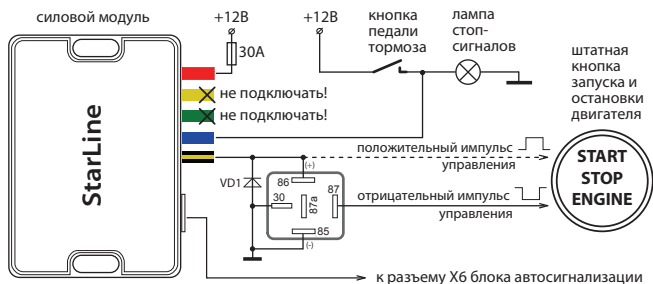 силовой модуль
+12В
+12В
кнопка
педали
тормоза
лампа
стоп-
сигналов
30А
не подключать!
не подключать!
штатная
кнопка
запуска и
остановки
двигателя
StarLine
положительный импульс
управления
(+)
VD1
86
30
87а
87
85
(-)
отрицательный импульс
управления
START
STOP
ENGINE
к разъему X6 блока автосигнализации